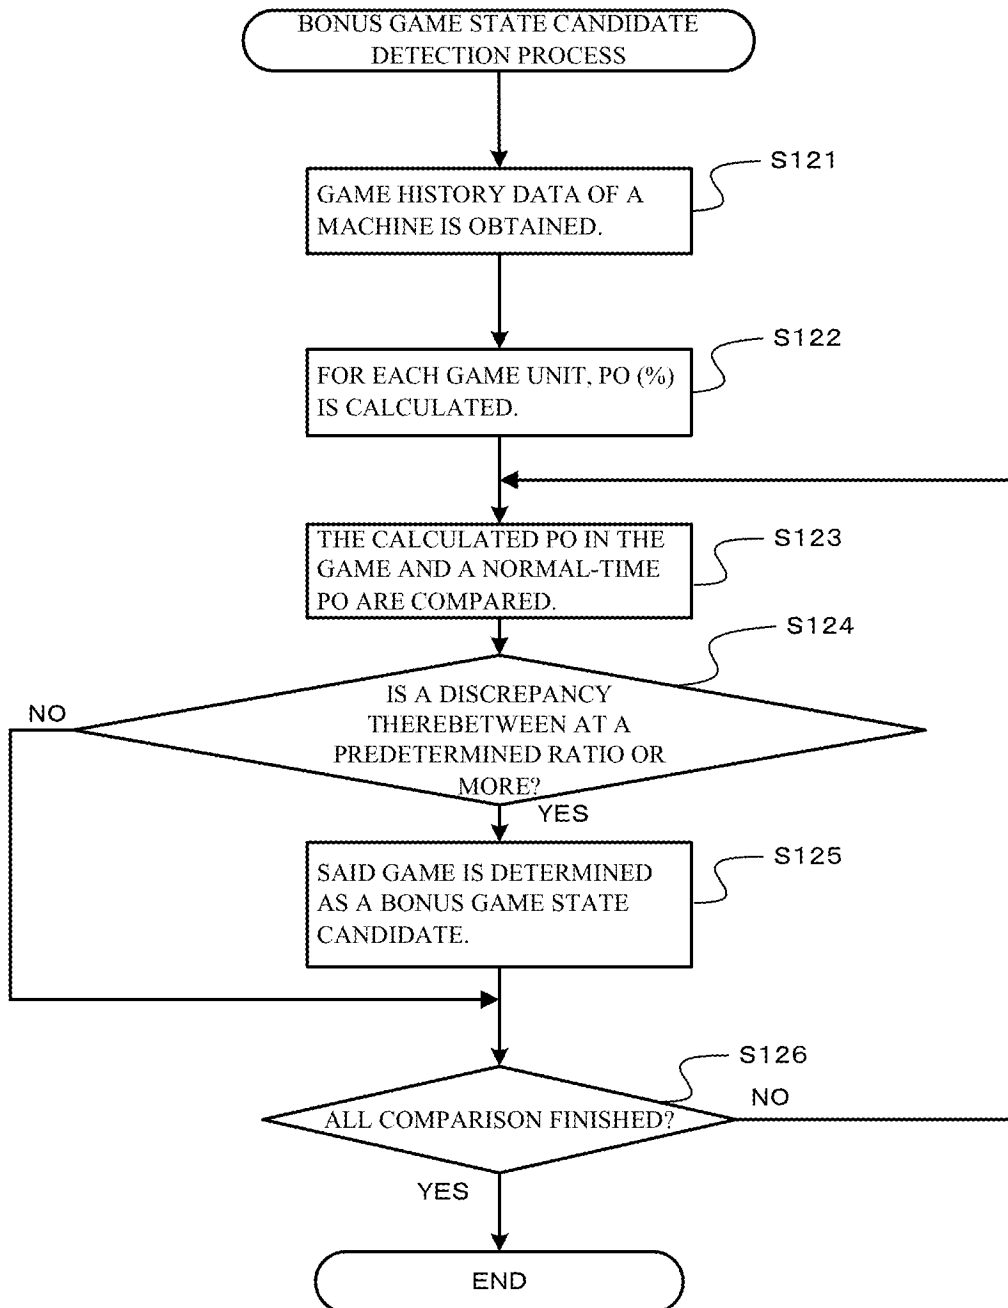 BONUS GAME STATE CANDIDATE
DETECTION PROCESS
S121
GAME HISTORY DATA OF A
MACHINE IS OBTAINED.
S122
FOR EACH GAME UNIT, PO (%)
IS CALCULATED.
S123
THE CALCULATED PO IN THE
GAME AND A NORMAL-TIME
PO ARE COMPARED.
S124
IS A DISCREPANCY
THEREBETWEEN AT A
PREDETERMINED RATIO OR
MORE?
NO
YES
S125
SAID GAME IS DETERMINED
AS A BONUS GAME STATE
CANDIDATE.
S126
ALL COMPARISON FINISHED?
NO
YES
END